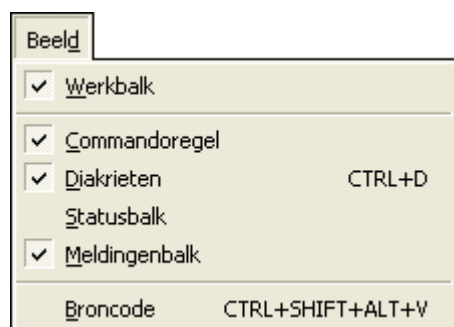 Beeld
Werkbalk
Commandoregel
Diakrieten CTRL+D
Statusbalk
Meldingenbalk
Broncode CTRL+SHIFT+ALT+V